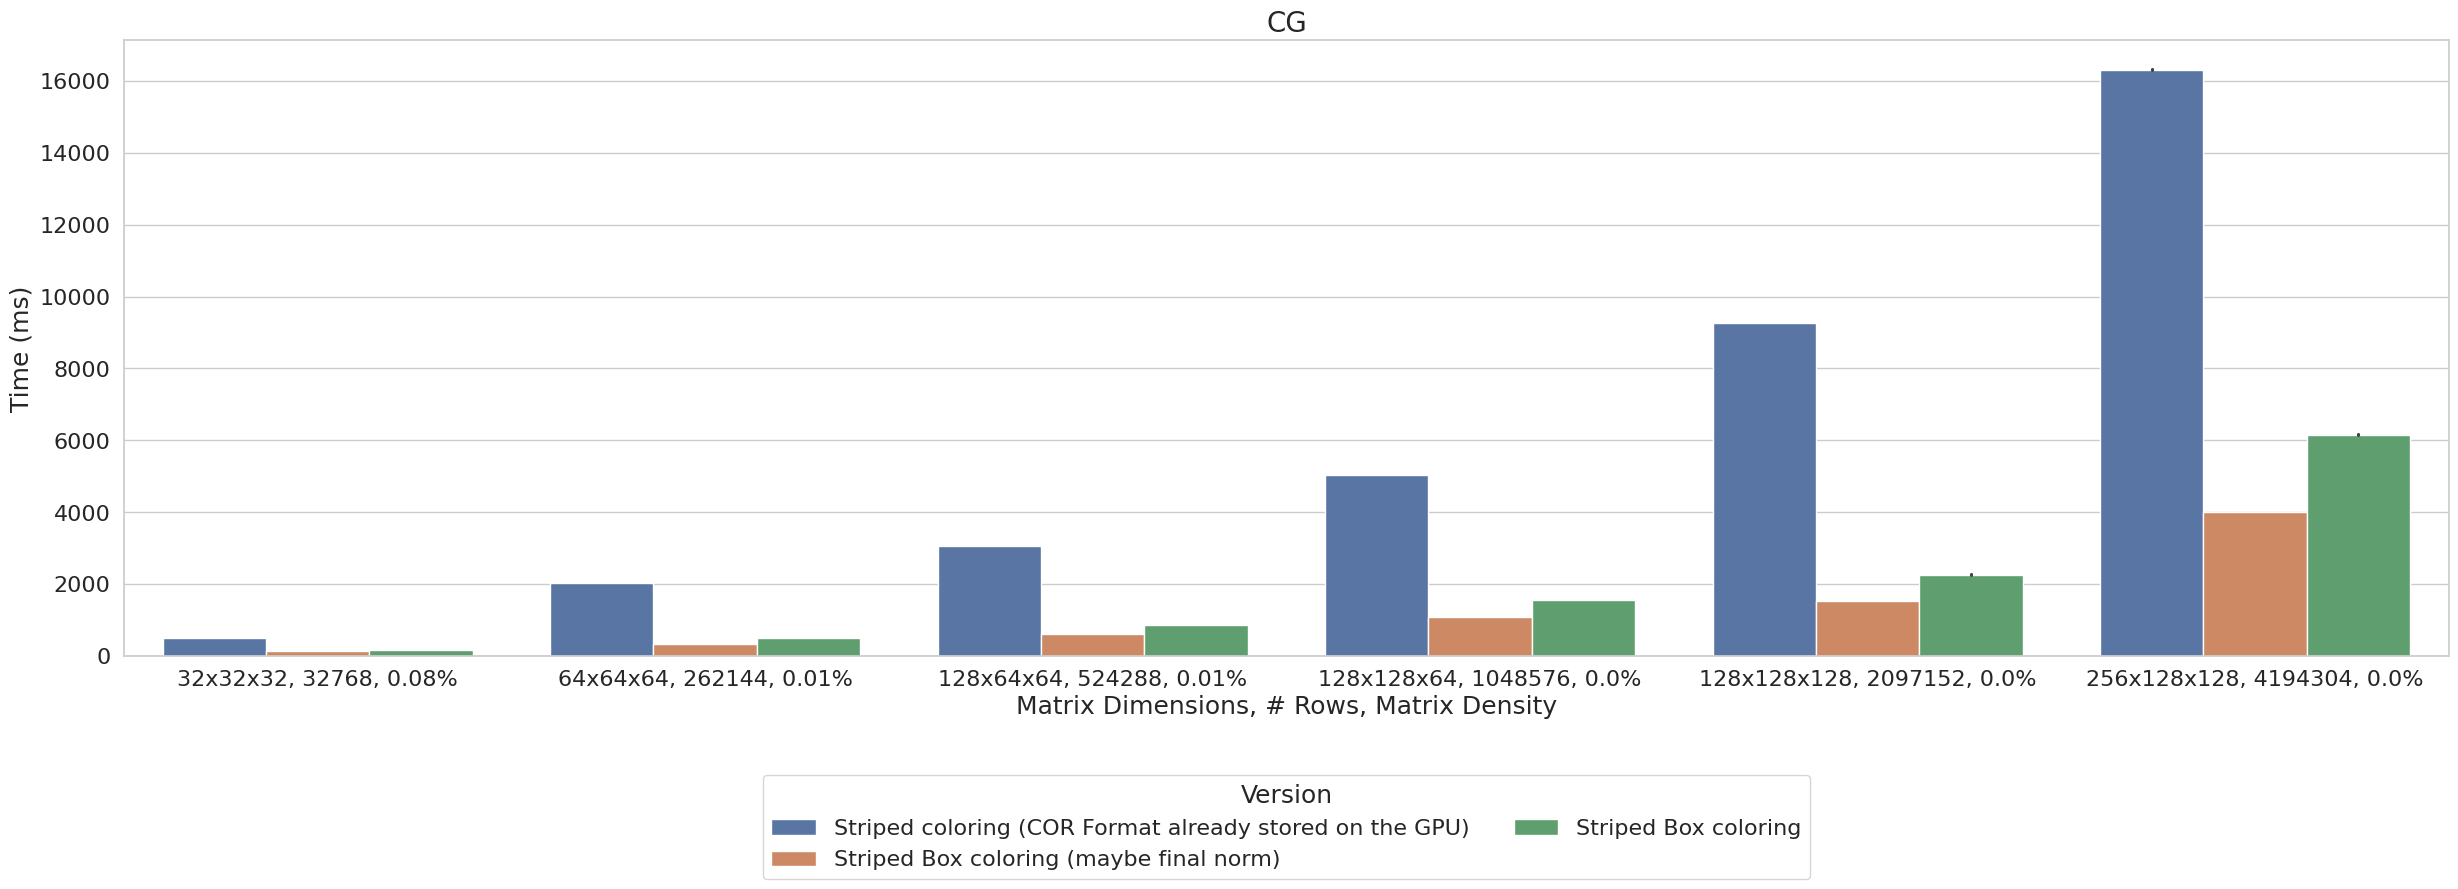 CG
Time (ms)
16000
14000
12000
10000
8000
6000
4000
2000
0
32x32x32, 32768, 0.08%
64x64x64, 262144, 0.01%
128x64x64, 524288, 0.01%
128x128x64, 1048576, 0.0%
128x128x128, 2097152, 0.0%
256x128x128, 4194304, 0.0%
Matrix Dimensions, # Rows, Matrix Density
Version
Striped coloring (COR Format already stored on the GPU)
Striped Box coloring (maybe final norm)
Striped Box coloring